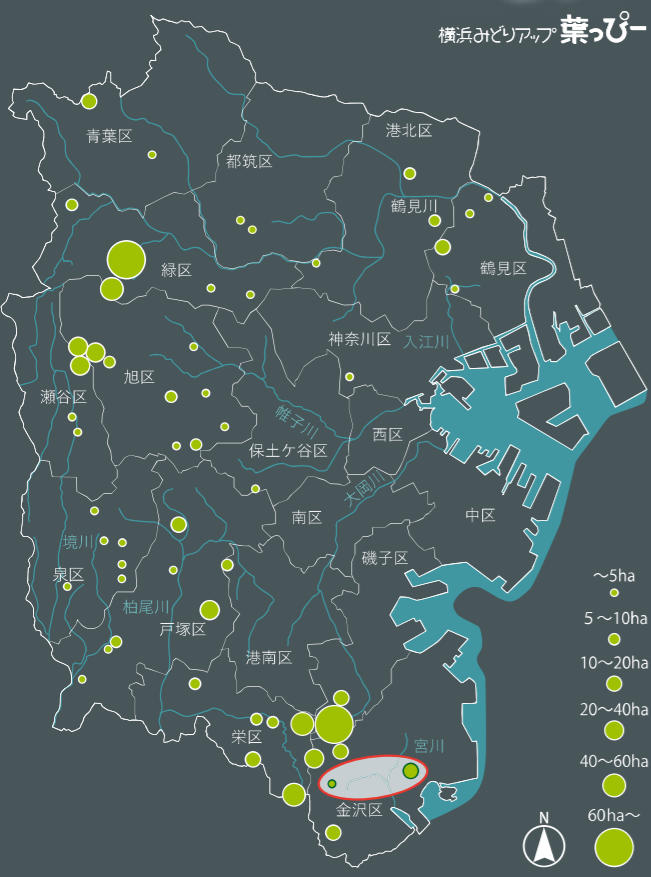 横浜みどりアップ 葉っぴー
青葉区
港北区
都筑区
鶴見川
緑区
鶴見区
神奈川区
入江川
旭区
瀬谷区
帷子川
西区
保土ケ谷区
大岡川
南区
中区
境川
磯子区
泉区
柏尾川
戸塚区
港南区
栄区
宮川
金沢区
～5ha
5～10ha
10～20ha
20～40ha
40～60ha
60ha～
N